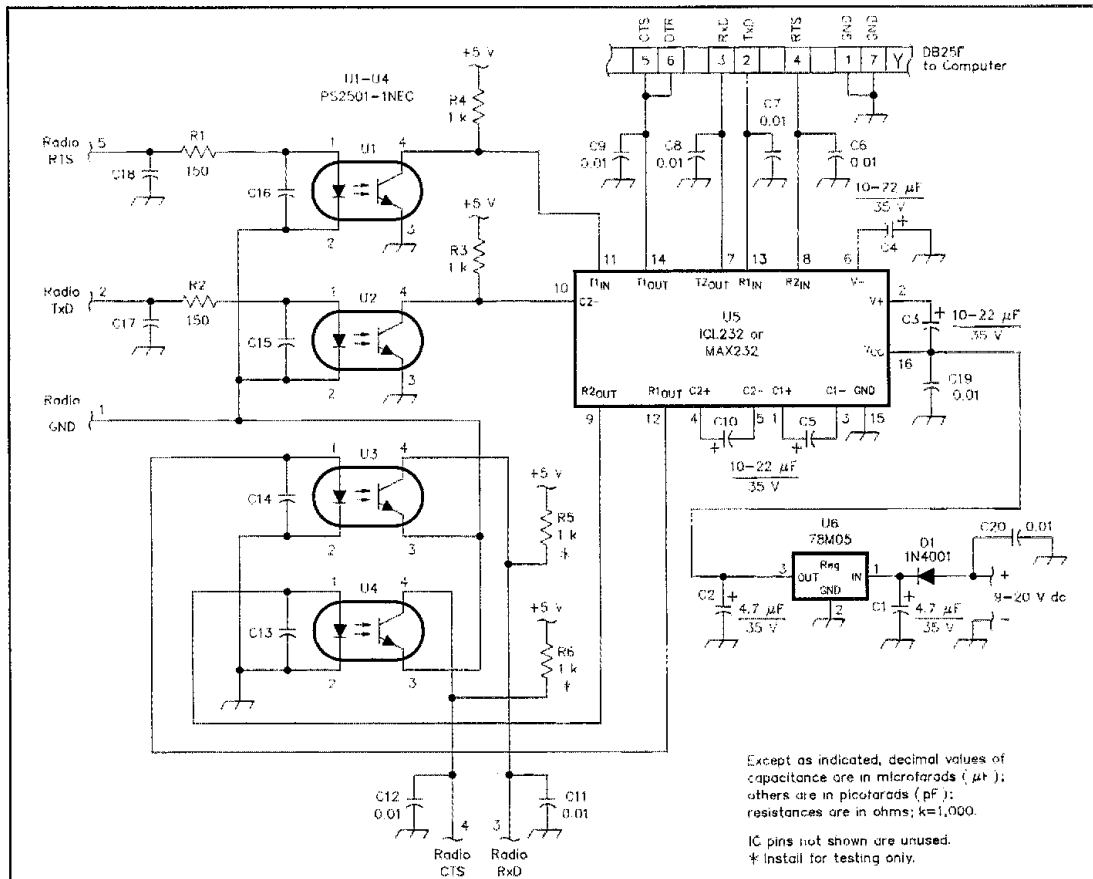 CTS DTR RxD TxD RTS GND GND
5 6 3 2 4 1 7 Y
DB25F
to Computer
+5 V
U1-U4
PS2501-1NEC
R4
1 k
Radio
RTS
5
R1
150
C18
C16
1
U1
4
2
3
C9
0.01
C8
0.01
C7
0.01
C6
0.01
35 V
+
C4
+5 V
R3
1 k
11 14 7 13 8 6
T1IN T1OUT T2OUT R1IN R2IN V-
10
C2-
V+
2
Radio
TxD
2
R2
150
C17
C15
1
U2
4
2
3
U5
ICL232 or
MAX232
C3
+
10-22 µF
35 V
VCC
16
C19
0.01
R2OUT R1OUT C2+ C2- C1+ C1- GND
9 12 4 C10 5 1 C5 3 15
+ +
10-22 µF
35 V
Radio
GND
1
1
U3
4
C14
2
3
+5 V
R5
1 k
*
1
U4
4
C13
2
3
+5 V
R6
1 k
*
U6
78M05
3
OUT
Reg
IN
GND
1
2
D1
1N4001
C20
0.01
+
9-20 V dc
-
C2
+
4.7 µF
35 V
C1
+
4.7 µF
35 V
C12
0.01
C11
0.01
4
Radio
CTS
3
Radio
RxD
Except as indicated, decimal values of
capacitance are in microfarads ( µF );
others are in picofarads ( pF );
resistances are in ohms; k=1,000.
IC pins not shown are unused.
* Install for testing only.